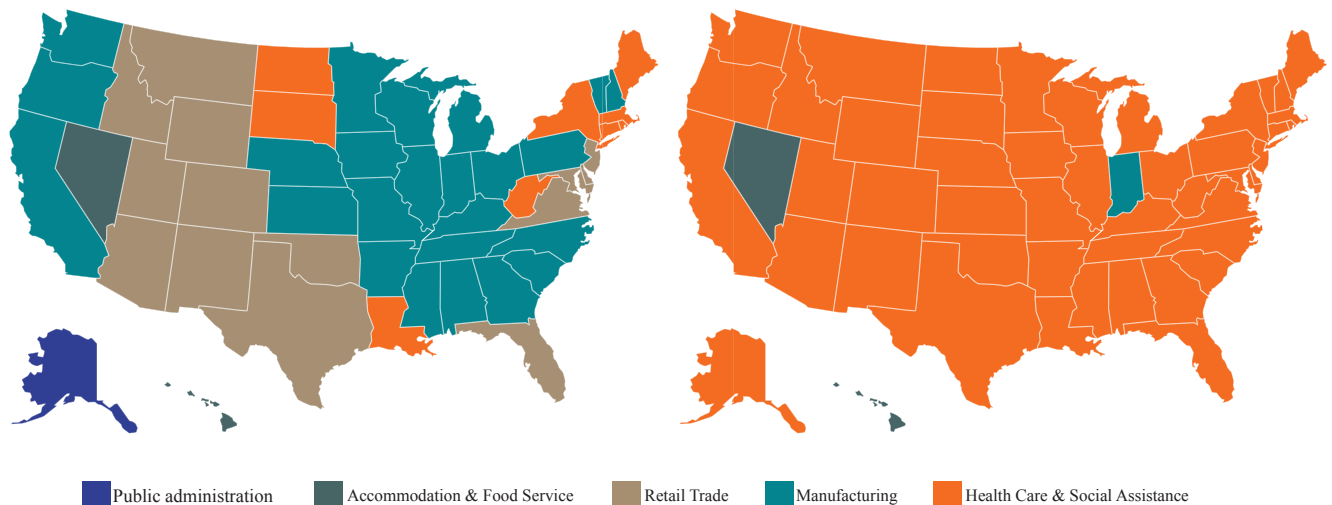 Public administration
Accommodation & Food Service
Retail Trade
Manufacturing
Health Care & Social Assistance